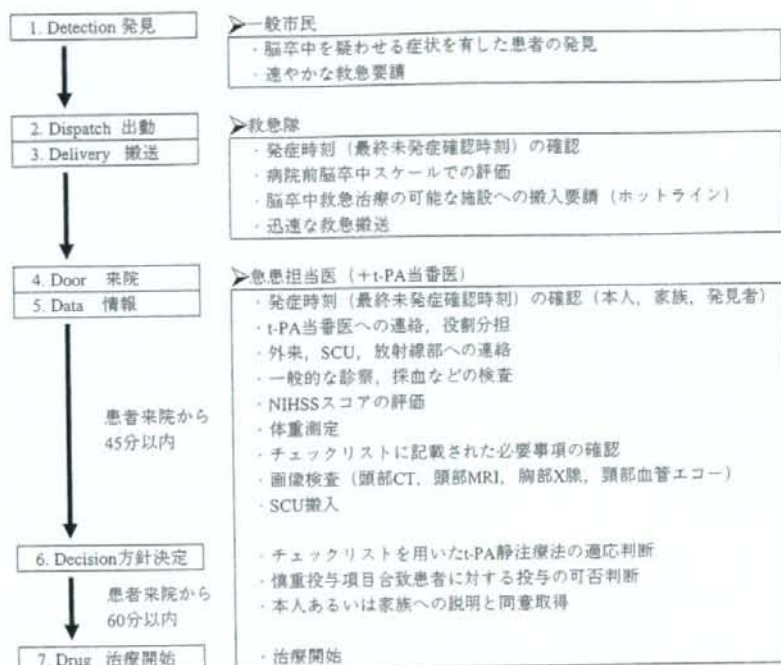 1. Detection 発見
➢一般市民
・脳卒中を疑わせる症状を有した患者の発見
・速やかな救急要請
2. Dispatch 出動
3. Delivery 搬送
➢救急隊
・発症時刻（最終未発症確認時刻）の確認
・病院前脳卒中スケールでの評価
・脳卒中救急治療の可能な施設への搬入要請（ホットライン）
・迅速な救急搬送
4. Door 来院
5. Data 情報
➢急患担当医（＋t-PA当番医）
・発症時刻（最終未発症確認時刻）の確認（本人，家族，発見者）
・t-PA当番医への連絡，役割分担
・外来，SCU，放射線部への連絡
・一般的な診察，採血などの検査
・NIHSSスコアの評価
・体重測定
・チェックリストに記載された必要事項の確認
・画像検査（頭部CT，頭部MRI，胸部X腺，頸部血管エコー）
・SCU搬入
患者来院から
45分以内
6. Decision方針決定
・チェックリストを用いたt-PA静注療法の適応判断
・慎重投与項目合致患者に対する投与の可否判断
・本人あるいは家族への説明と同意取得
患者来院から
60分以内
7. Drug 治療開始
・治療開始